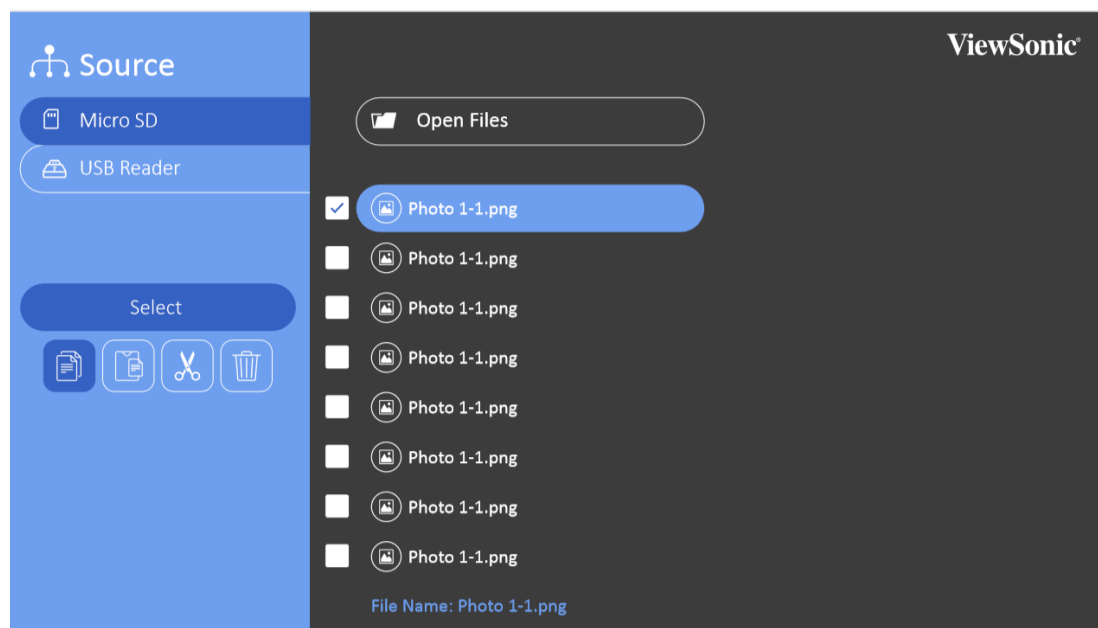 Source
Micro SD
USB Reader
Select
ViewSonic®
Open Files
Photo 1-1.png
Photo 1-1.png
Photo 1-1.png
Photo 1-1.png
Photo 1-1.png
Photo 1-1.png
Photo 1-1.png
Photo 1-1.png
File Name: Photo 1-1.png